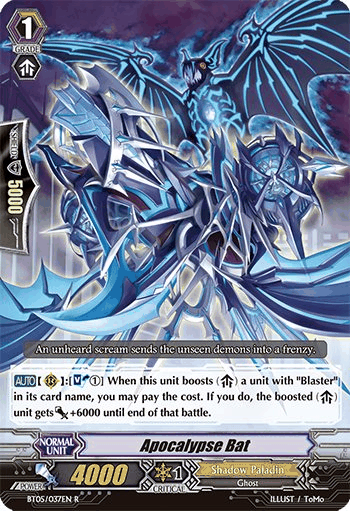 1
GRADE
SHIELD
5000
An unheard scream sends the unseen demons into a frenzy.
AUTO [ 1:[V ①] When this unit boosts ( ) a unit with "Blaster"
in its card name, you may pay the cost. If you do, the boosted ( )
unit gets +6000 until end of that battle.
NORMAL
UNIT
Apocalypse Bat
POWER
4000
1
CRITICAL
Shadow Paladin
Ghost
BT05/037EN R
ILLUST / ToMo